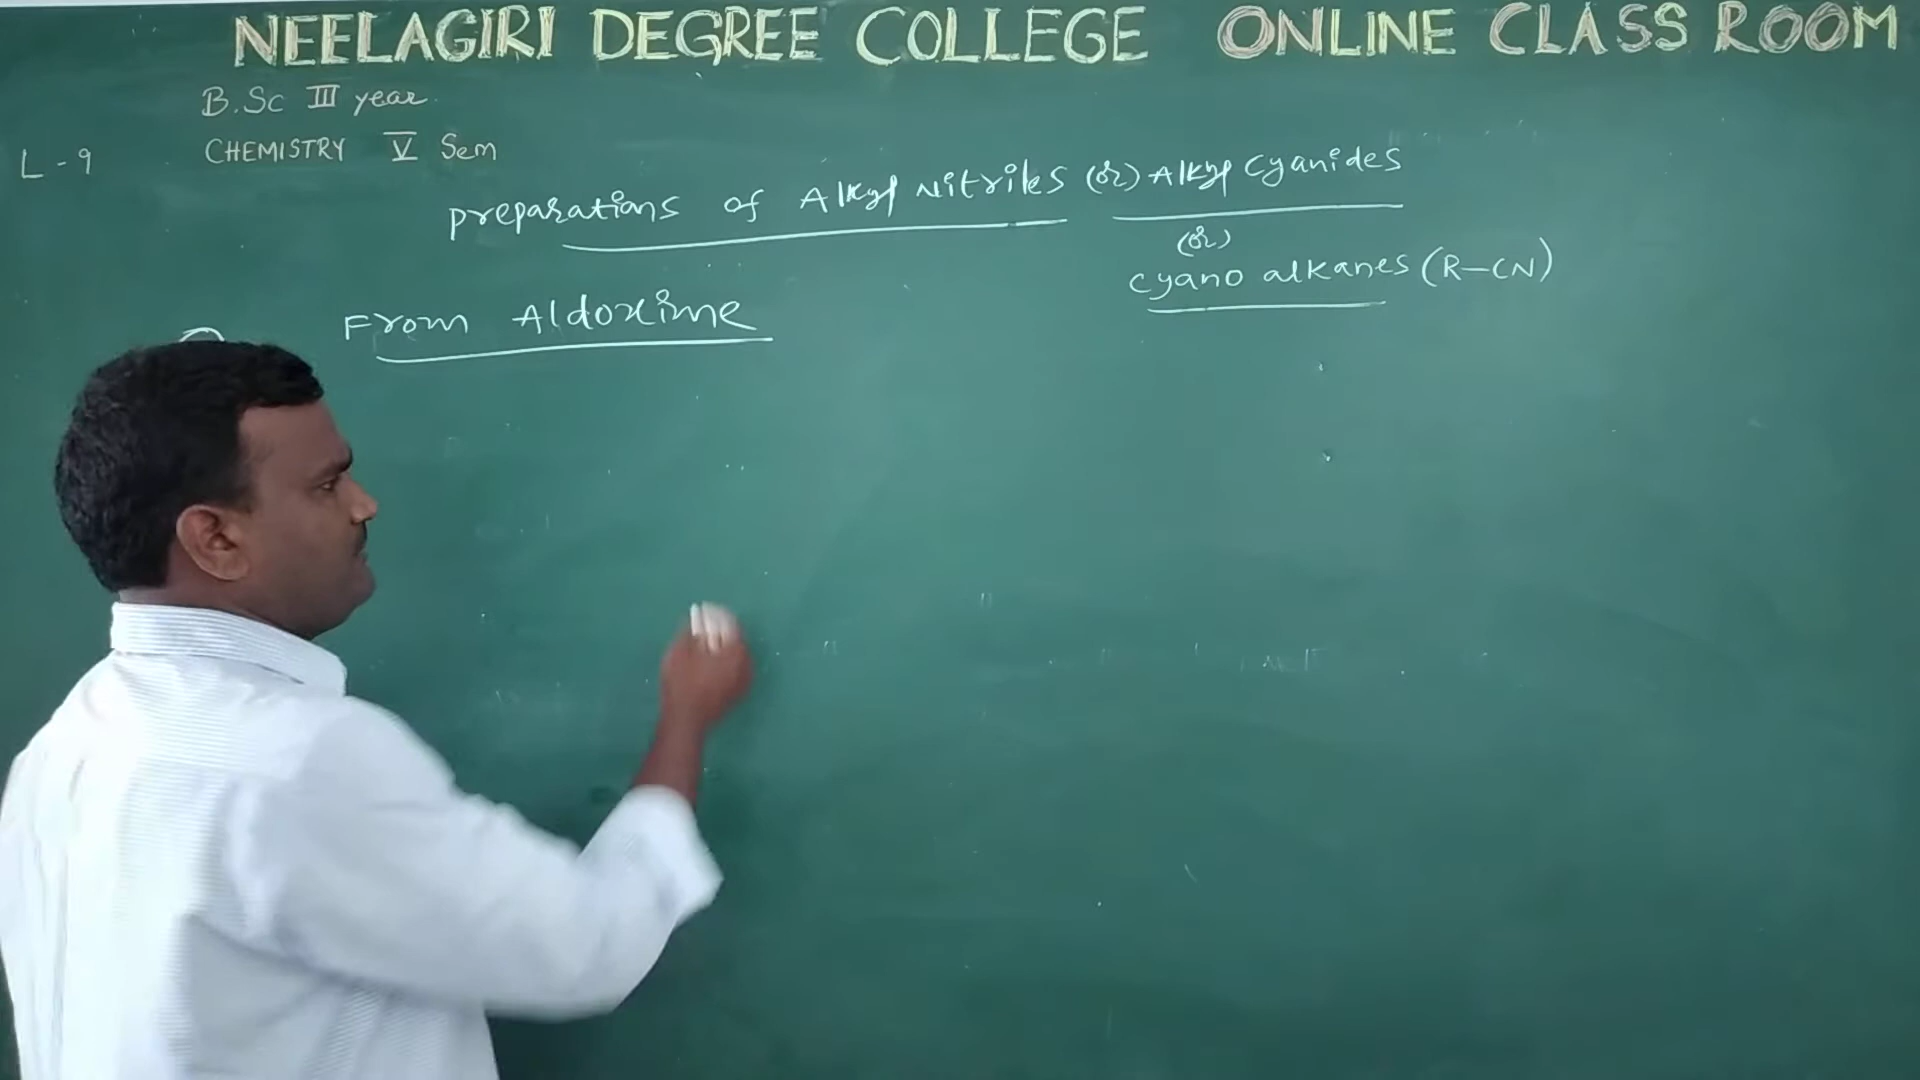 NEELAGIRI DEGREE COLLEGE ONLINE CLASS ROOM
B.Sc III year
CHEMISTRY V Sem
L-9
preparations of Alkyl Nitriles (or) Alkyl cyanides
(or)
cyano alkanes (R-CN)
From Aldoxime